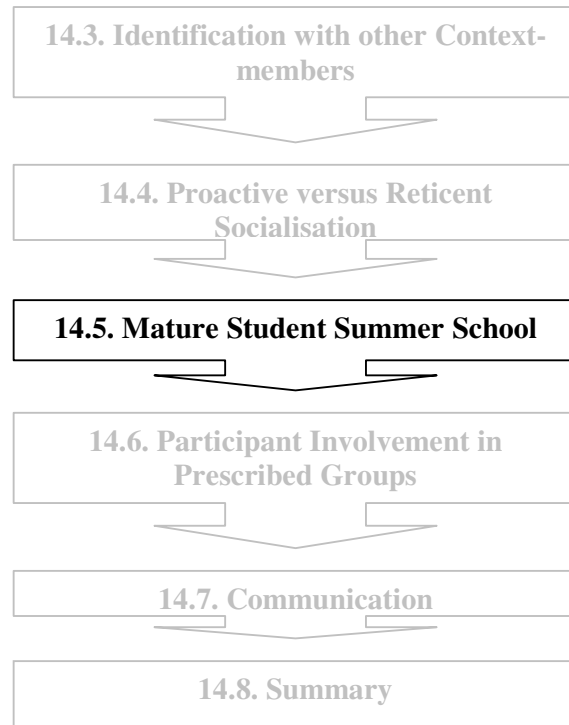 14.3. Identification with other Context-
members
14.4. Proactive versus Reticent
Socialisation
14.5. Mature Student Summer School
14.6. Participant Involvement in
Prescribed Groups
14.7. Communication
14.8. Summary